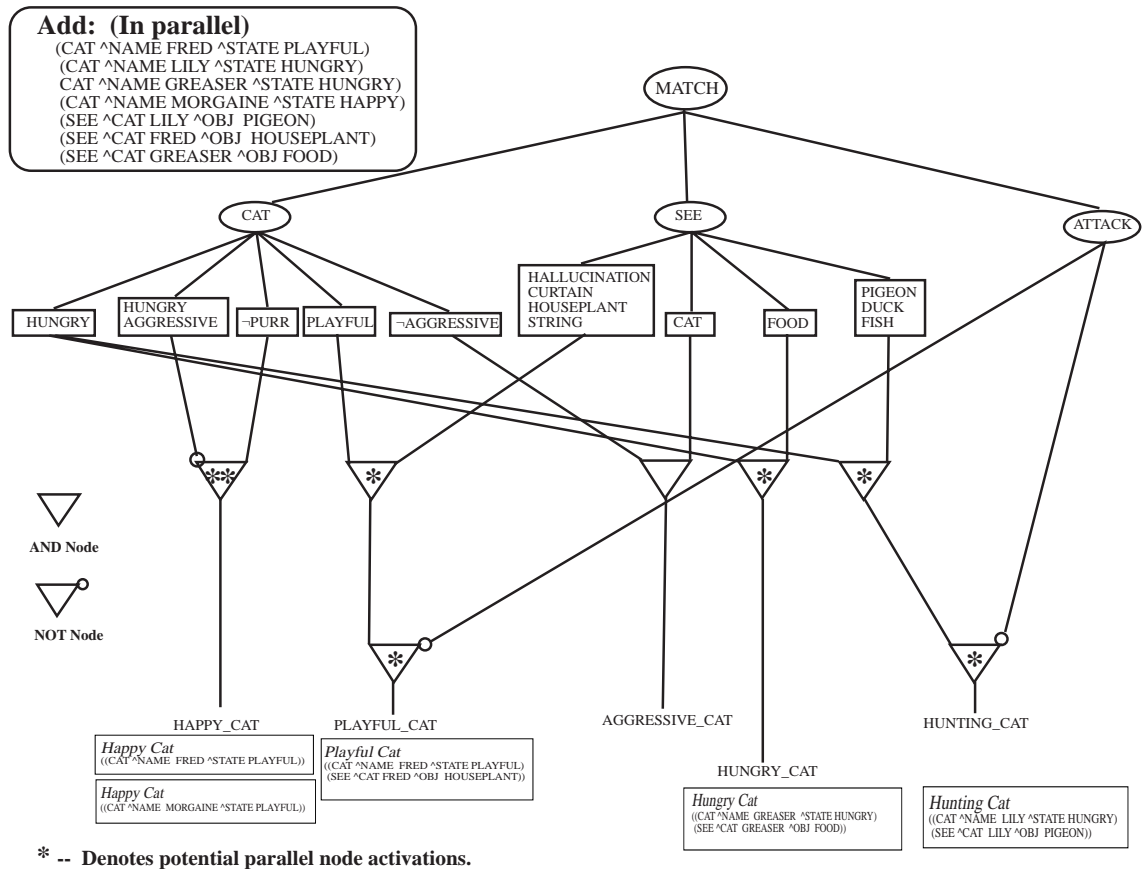 Add: (In parallel)
(CAT ^NAME FRED ^STATE PLAYFUL)
(CAT ^NAME LILY ^STATE HUNGRY)
CAT ^NAME GREASER ^STATE HUNGRY)
(CAT ^NAME MORGAINE ^STATE HAPPY)
(SEE ^CAT LILY ^OBJ PIGEON)
(SEE ^CAT FRED ^OBJ HOUSEPLANT)
(SEE ^CAT GREASER ^OBJ FOOD)
MATCH
CAT
SEE
ATTACK
HUNGRY
HUNGRY
AGGRESSIVE
¬PURR
PLAYFUL
¬AGGRESSIVE
HALLUCINATION
CURTAIN
HOUSEPLANT
STRING
CAT
FOOD
PIGEON
DUCK
FISH
**
*
*
*
AND Node
NOT Node
*
*
HAPPY_CAT
PLAYFUL_CAT
AGGRESSIVE_CAT
HUNGRY_CAT
HUNTING_CAT
Happy Cat
((CAT ^NAME FRED ^STATE PLAYFUL))
Happy Cat
((CAT ^NAME MORGAINE ^STATE PLAYFUL))
Playful Cat
((CAT ^NAME FRED ^STATE PLAYFUL)
(SEE ^CAT FRED ^OBJ HOUSEPLANT))
Hungry Cat
((CAT ^NAME GREASER ^STATE HUNGRY)
(SEE ^CAT GREASER ^OBJ FOOD))
Hunting Cat
((CAT ^NAME LILY ^STATE HUNGRY)
(SEE ^CAT LILY ^OBJ PIGEON))
* -- Denotes potential parallel node activations.